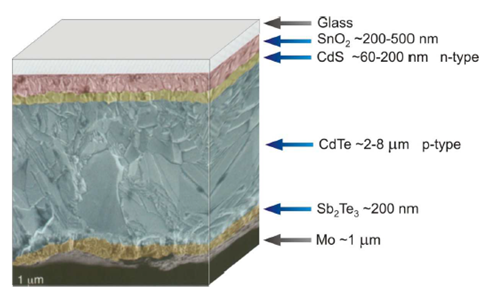 Glass
SnO₂ ~200-500 nm
CdS ~60-200 nm n-type
CdTe ~2-8 μm p-type
Sb₂Te₃ ~200 nm
Mo ~1 μm
1 μm